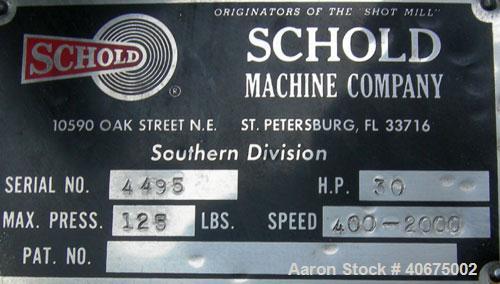 ORIGINATORS OF THE "SHOT MILL"
SCHOLD
®
SCHOLD
MACHINE COMPANY
10590 OAK STREET N.E. ST. PETERSBURG, FL 33716
Southern Division
SERIAL NO. 4495 H.P. 30
MAX. PRESS. 125 LBS. SPEED 400-2000
PAT. NO.
Aaron Stock # 40675002